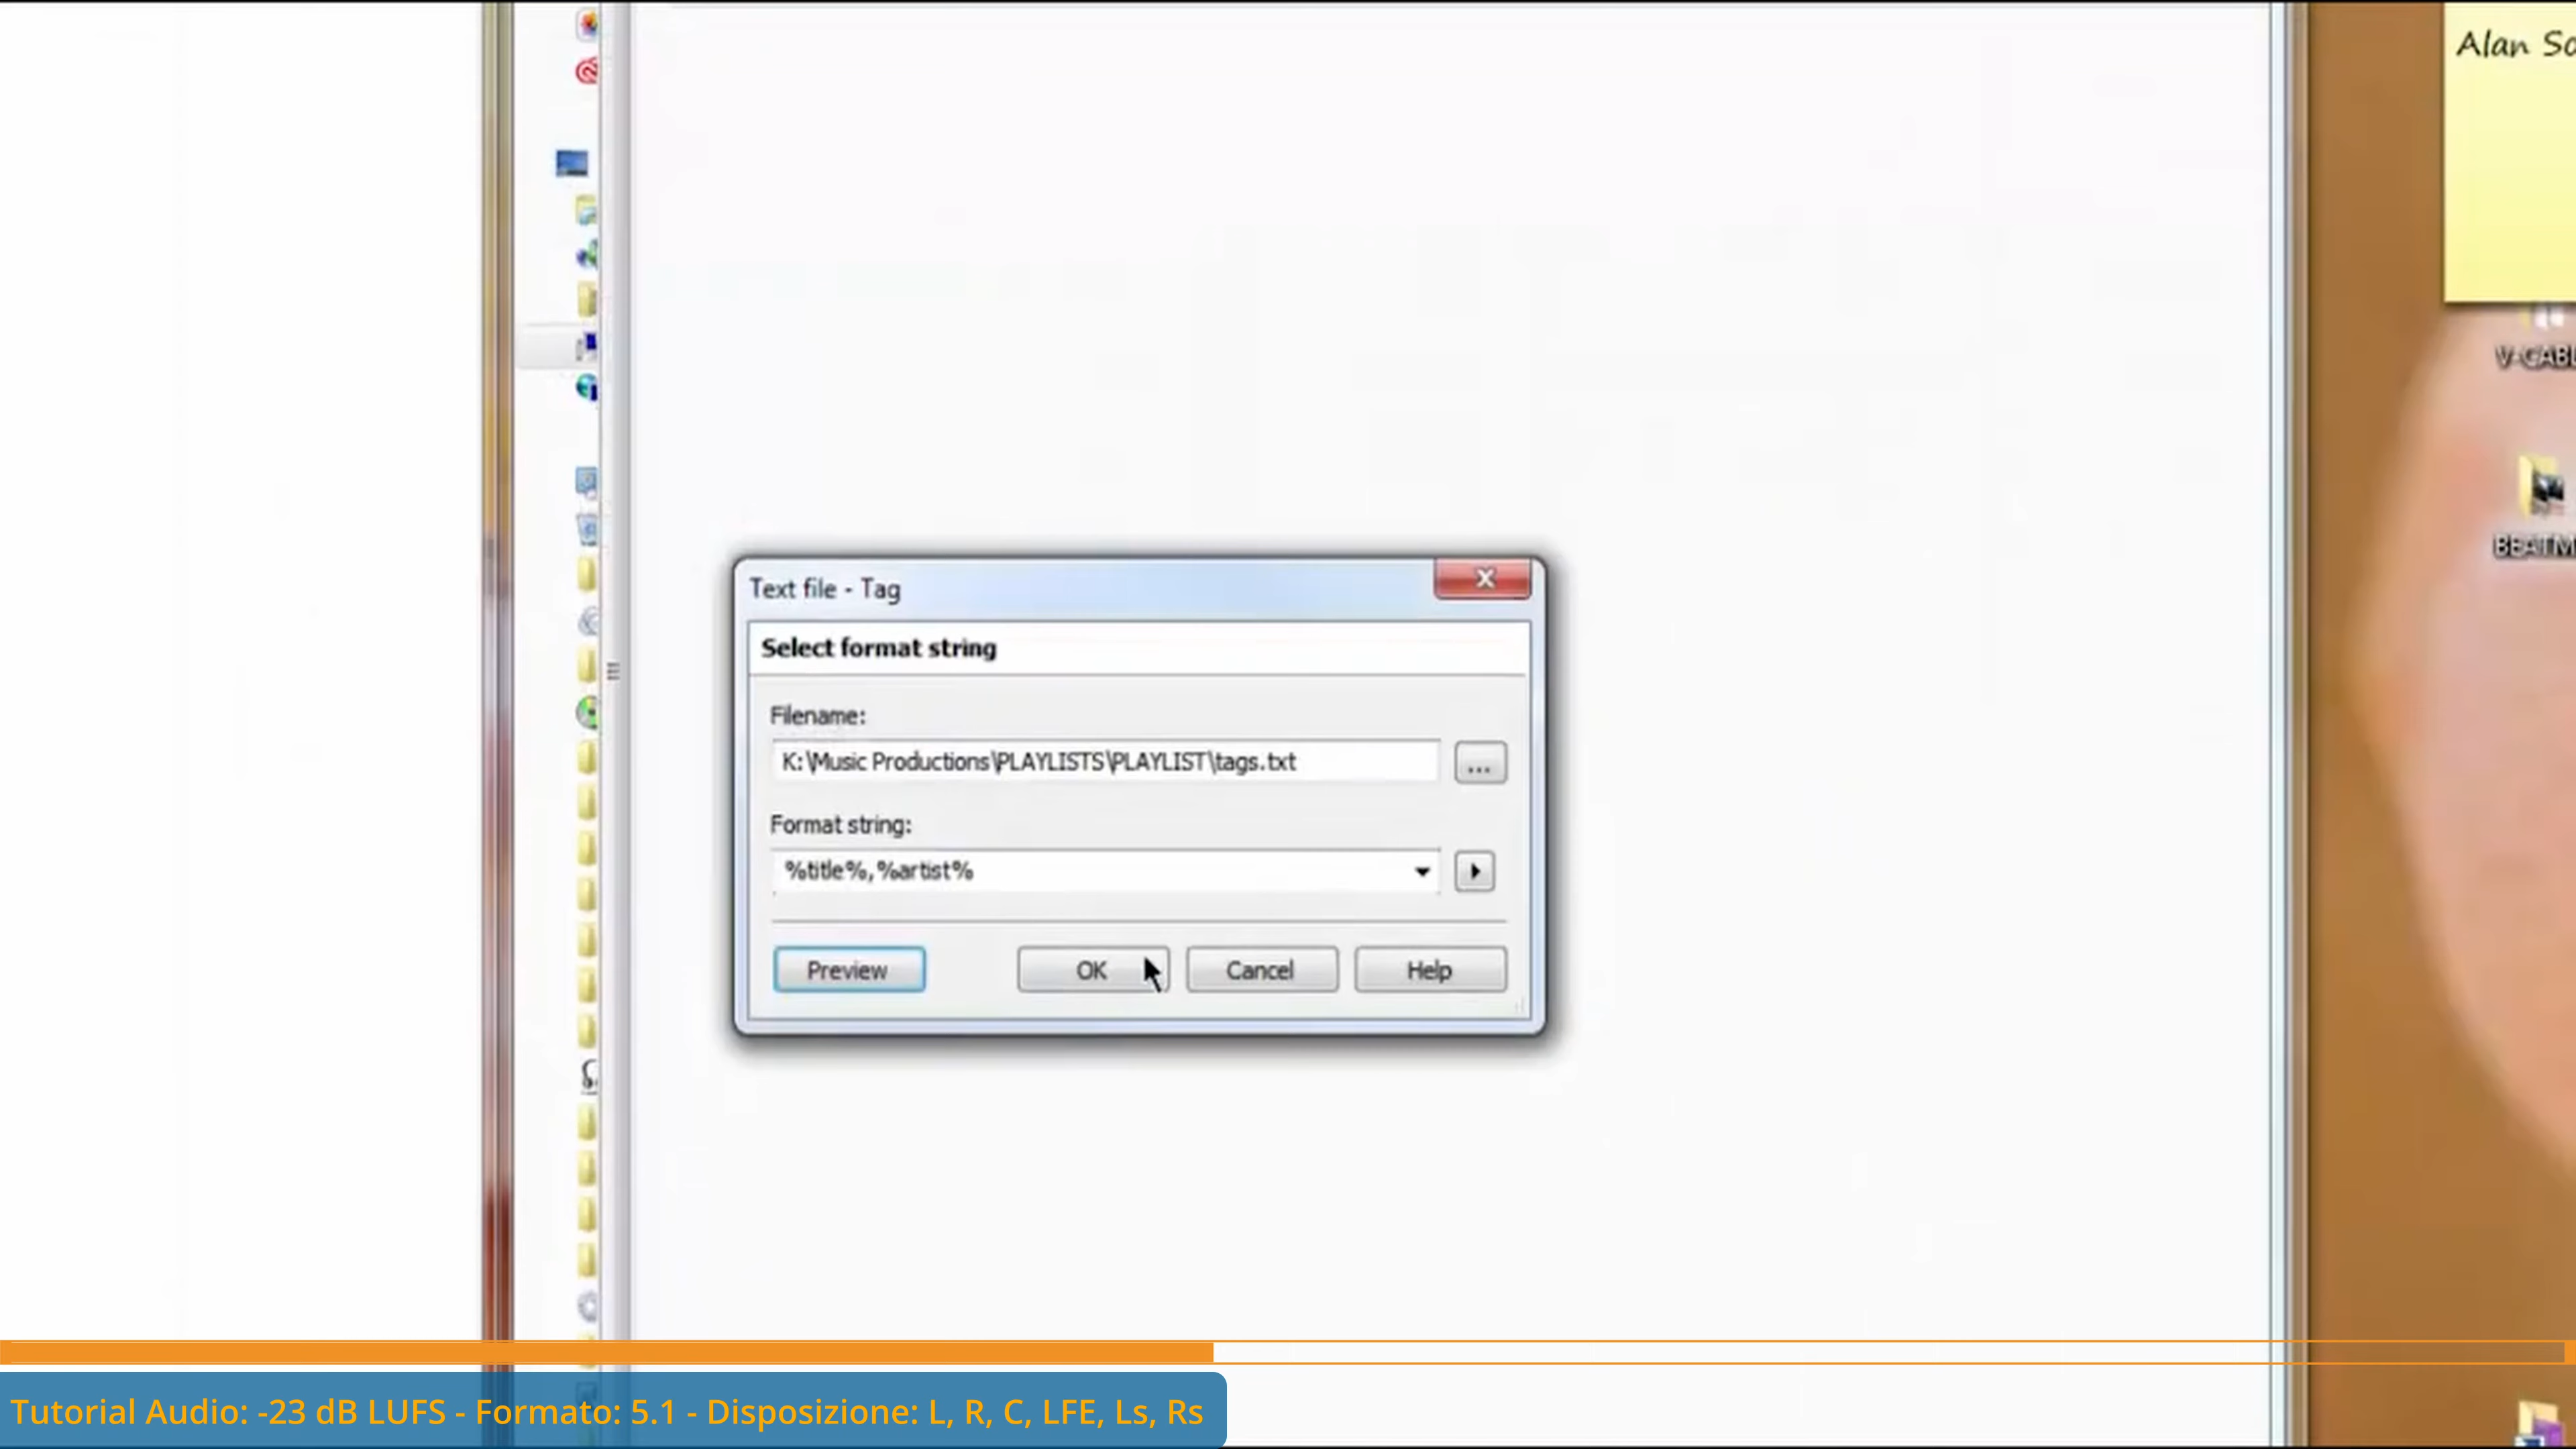 Alan
Text file - Tag
Select format string
Filename:
K:\Music Productions\PLAYLISTS\PLAYLIST\tags.txt
...
Format string:
%title%,%artist%
Preview
OK
Cancel
Help
Tutorial Audio: -23 dB LUFS - Formato: 5.1 - Disposizione: L, R, C, LFE, Ls, Rs